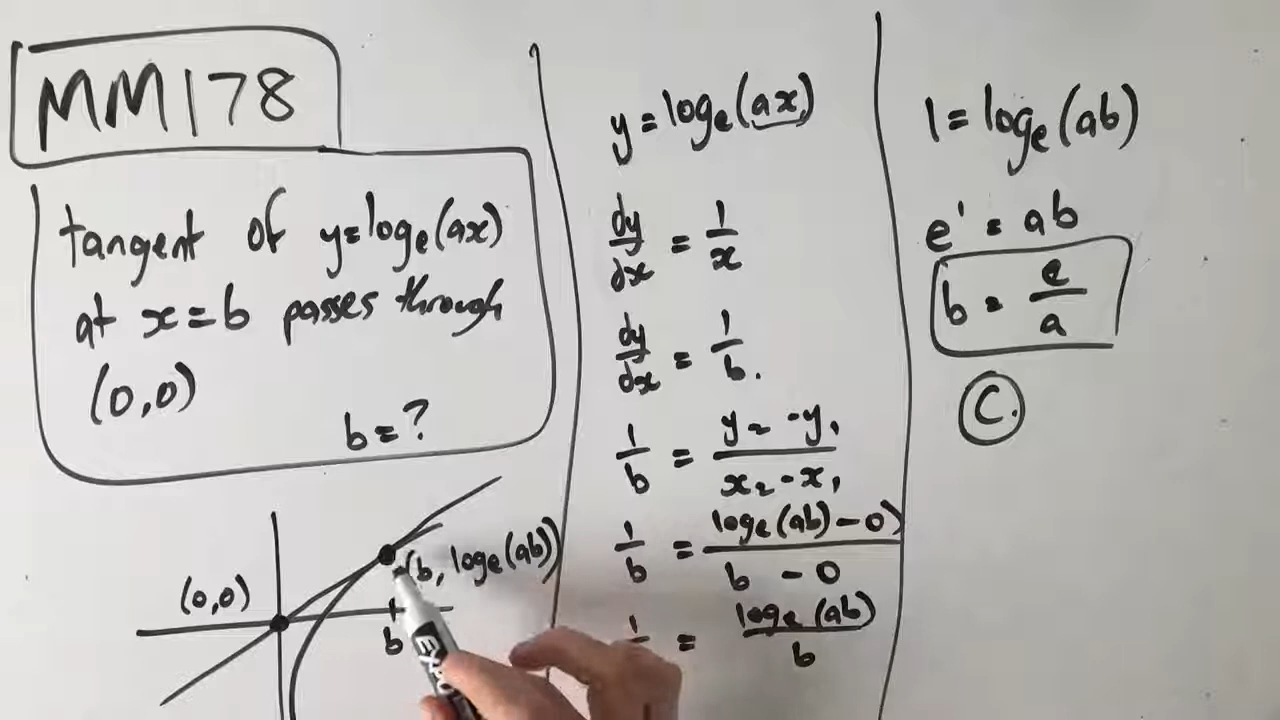 MM178
tangent of y=logₑ(ax)
at x=b passes through
(0,0)
b=?
(0,0)
(b, logₑ(ab))
b
EXPO
y=logₑ(ax)
dy/dx = 1/x
dy/dx = 1/b.
1/b = y₂-y₁/x₂-x₁
1/b = logₑ(ab)-0)/b-0
1/ = logₑ(ab)/b
1=logₑ(ab)
e¹=ab
b=e/a
C.